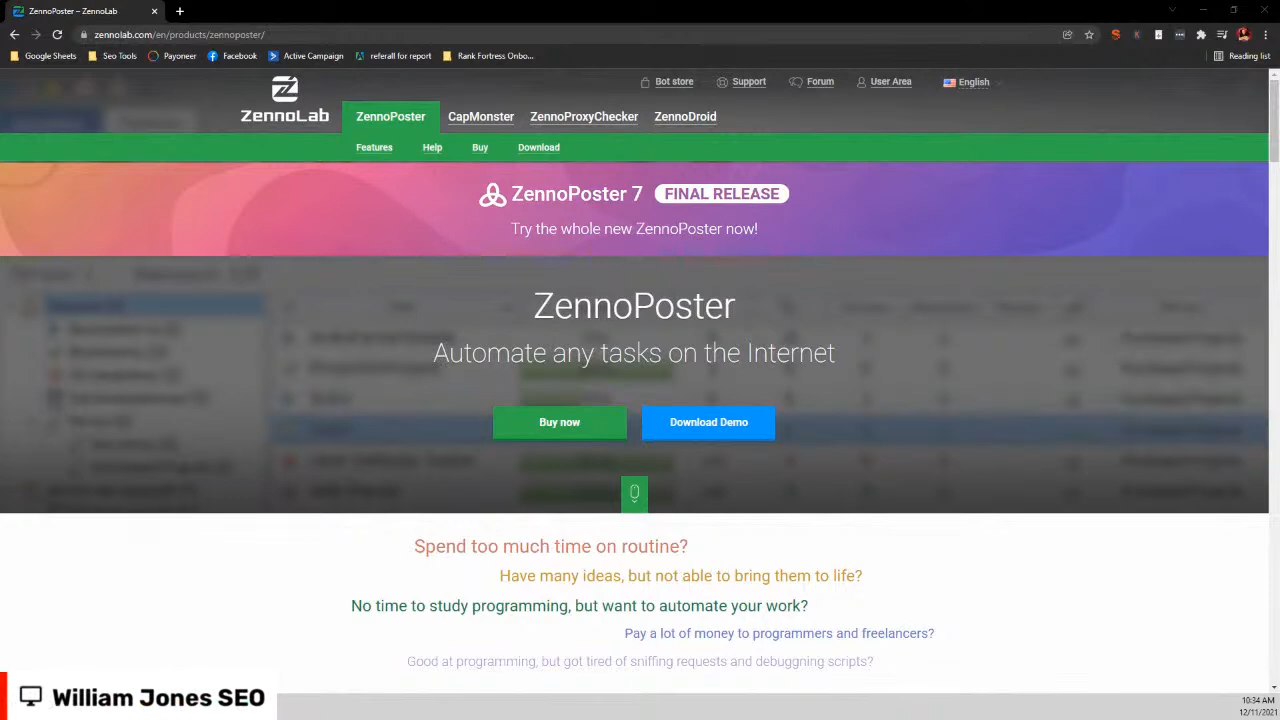 ZennoPoster – ZennoLab
zennolab.com/en/products/zennoposter/
Google Sheets SEO Tools Payoneer Facebook Active Campaign referall for report Rank Fortress Onbo... Reading list
Bot store Support Forum User Area English
ZennoLab
ZennoPoster CapMonster ZennoProxyChecker ZennoDroid
Features Help Buy Download
ZennoPoster 7 FINAL RELEASE
Try the whole new ZennoPoster now!
ZennoPoster
Automate any tasks on the Internet
Buy now Download Demo
Spend too much time on routine?
Have many ideas, but not able to bring them to life?
No time to study programming, but want to automate your work?
Pay a lot of money to programmers and freelancers?
Good at programming, but got tired of sniffing requests and debuggning scripts?
William Jones SEO
10:34 AM
12/11/2021